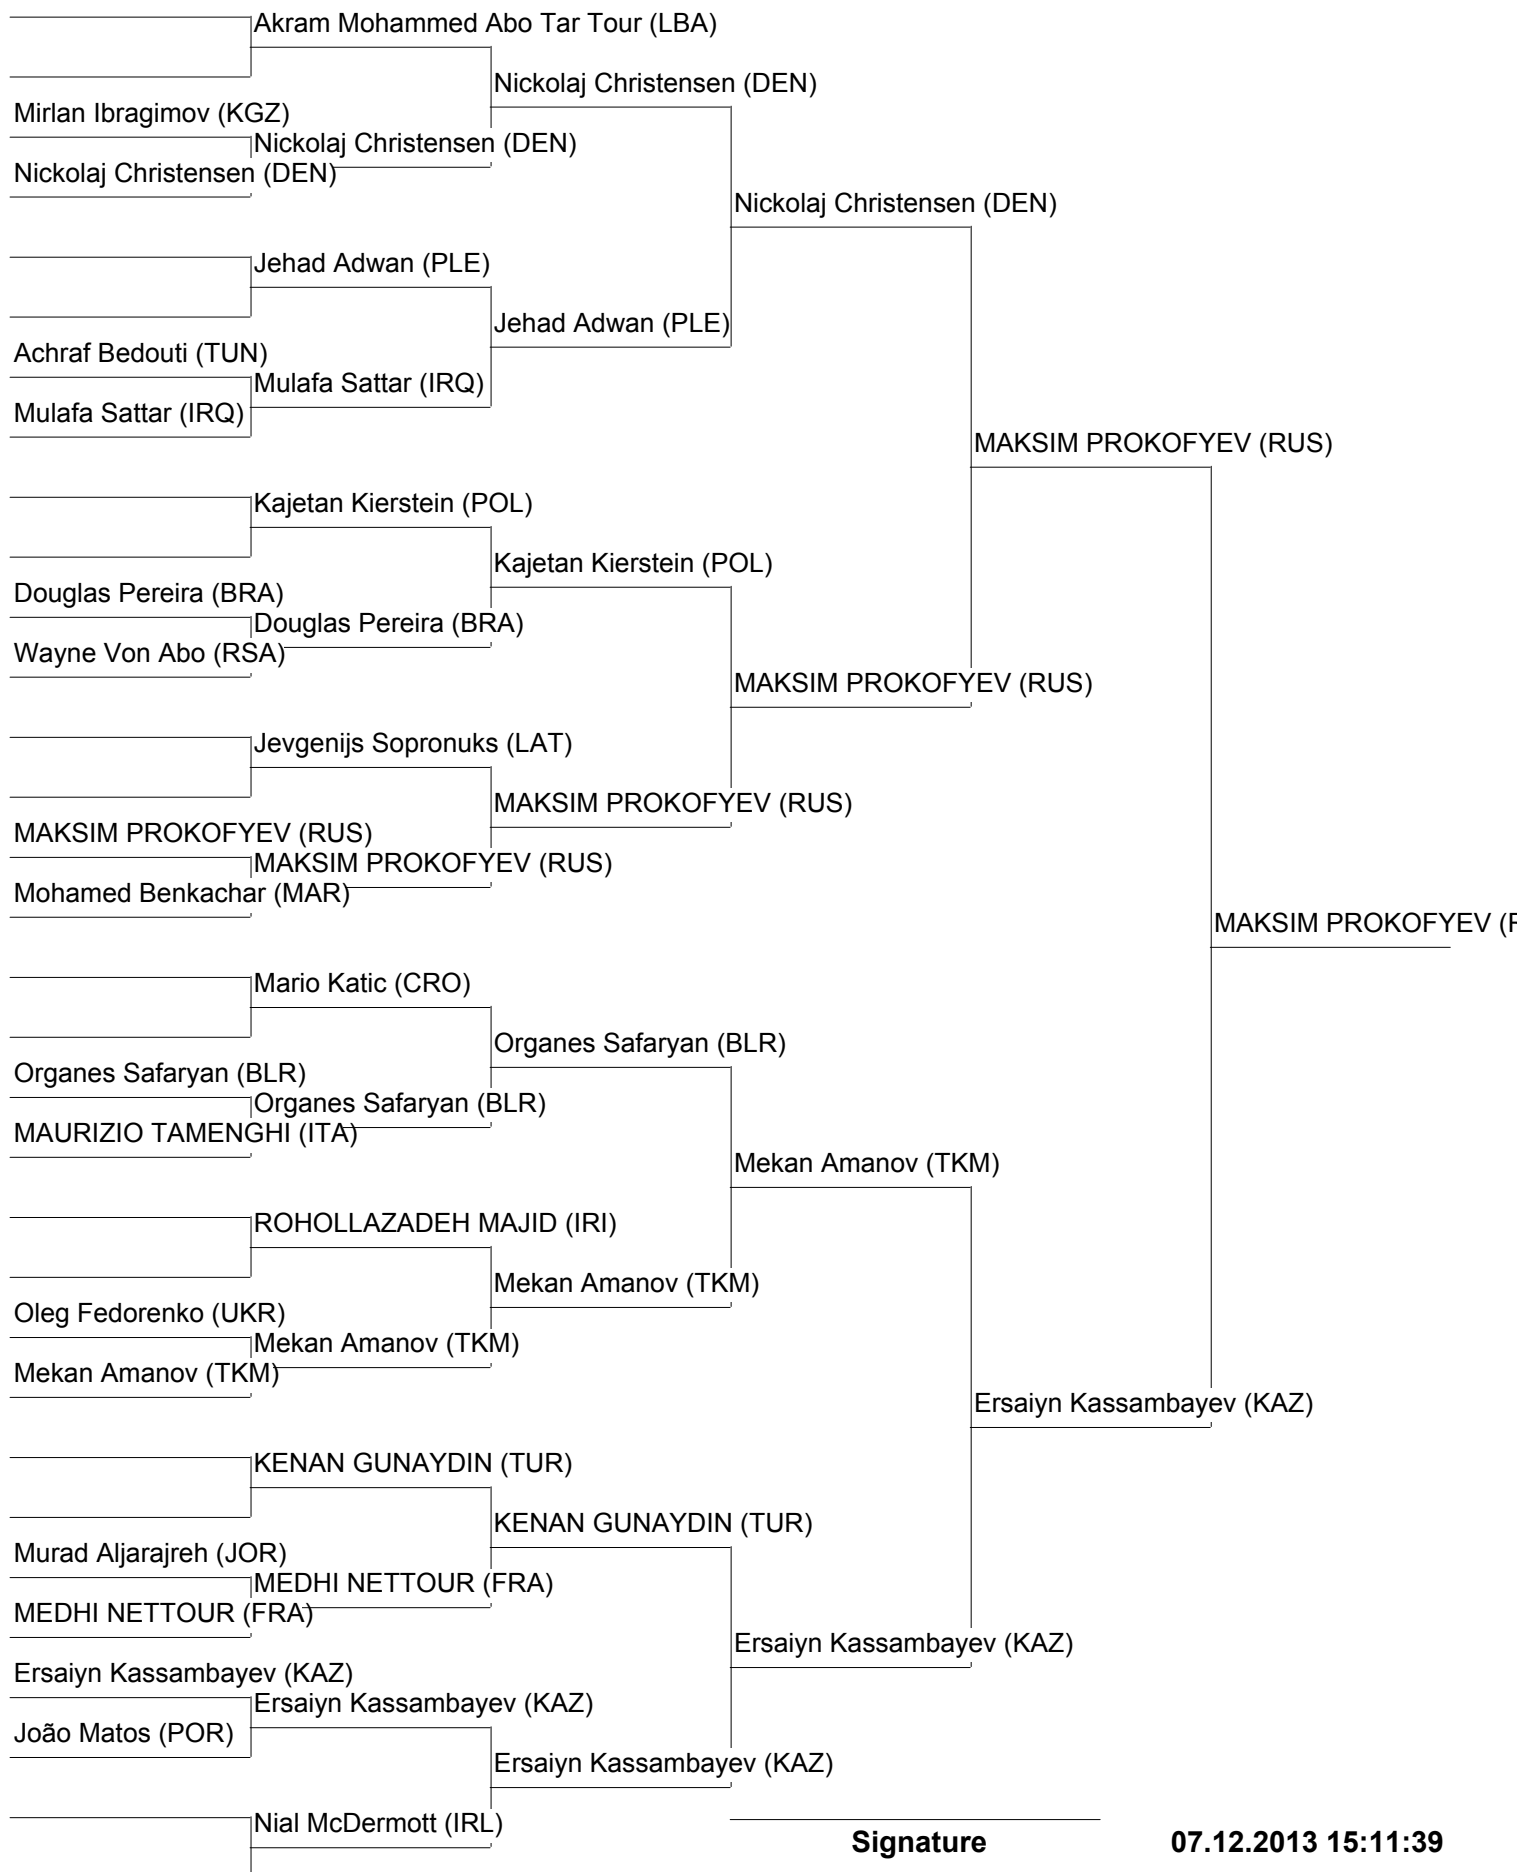 Akram Mohammed Abo Tar Tour (LBA)
Nickolaj Christensen (DEN)
Mirlan Ibragimov (KGZ)
Nickolaj Christensen (DEN)
Nickolaj Christensen (DEN)
Nickolaj Christensen (DEN)
Jehad Adwan (PLE)
Jehad Adwan (PLE)
Achraf Bedouti (TUN)
Mulafa Sattar (IRQ)
Mulafa Sattar (IRQ)
MAKSIM PROKOFYEV (RUS)
Kajetan Kierstein (POL)
Kajetan Kierstein (POL)
Douglas Pereira (BRA)
Douglas Pereira (BRA)
Wayne Von Abo (RSA)
MAKSIM PROKOFYEV (RUS)
Jevgenijs Sopronuks (LAT)
MAKSIM PROKOFYEV (RUS)
MAKSIM PROKOFYEV (RUS)
MAKSIM PROKOFYEV (RUS)
Mohamed Benkachar (MAR)
MAKSIM PROKOFYEV (
Mario Katic (CRO)
Organes Safaryan (BLR)
Organes Safaryan (BLR)
Organes Safaryan (BLR)
MAURIZIO TAMENGHI (ITA)
Mekan Amanov (TKM)
ROHOLLAZADEH MAJID (IRI)
Mekan Amanov (TKM)
Oleg Fedorenko (UKR)
Mekan Amanov (TKM)
Mekan Amanov (TKM)
Ersaiyn Kassambayev (KAZ)
KENAN GUNAYDIN (TUR)
KENAN GUNAYDIN (TUR)
Murad Aljarajreh (JOR)
MEDHI NETTOUR (FRA)
MEDHI NETTOUR (FRA)
Ersaiyn Kassambayev (KAZ)
Ersaiyn Kassambayev (KAZ)
Ersaiyn Kassambayev (KAZ)
João Matos (POR)
Ersaiyn Kassambayev (KAZ)
Nial McDermott (IRL)
Signature 07.12.2013 15:11:39